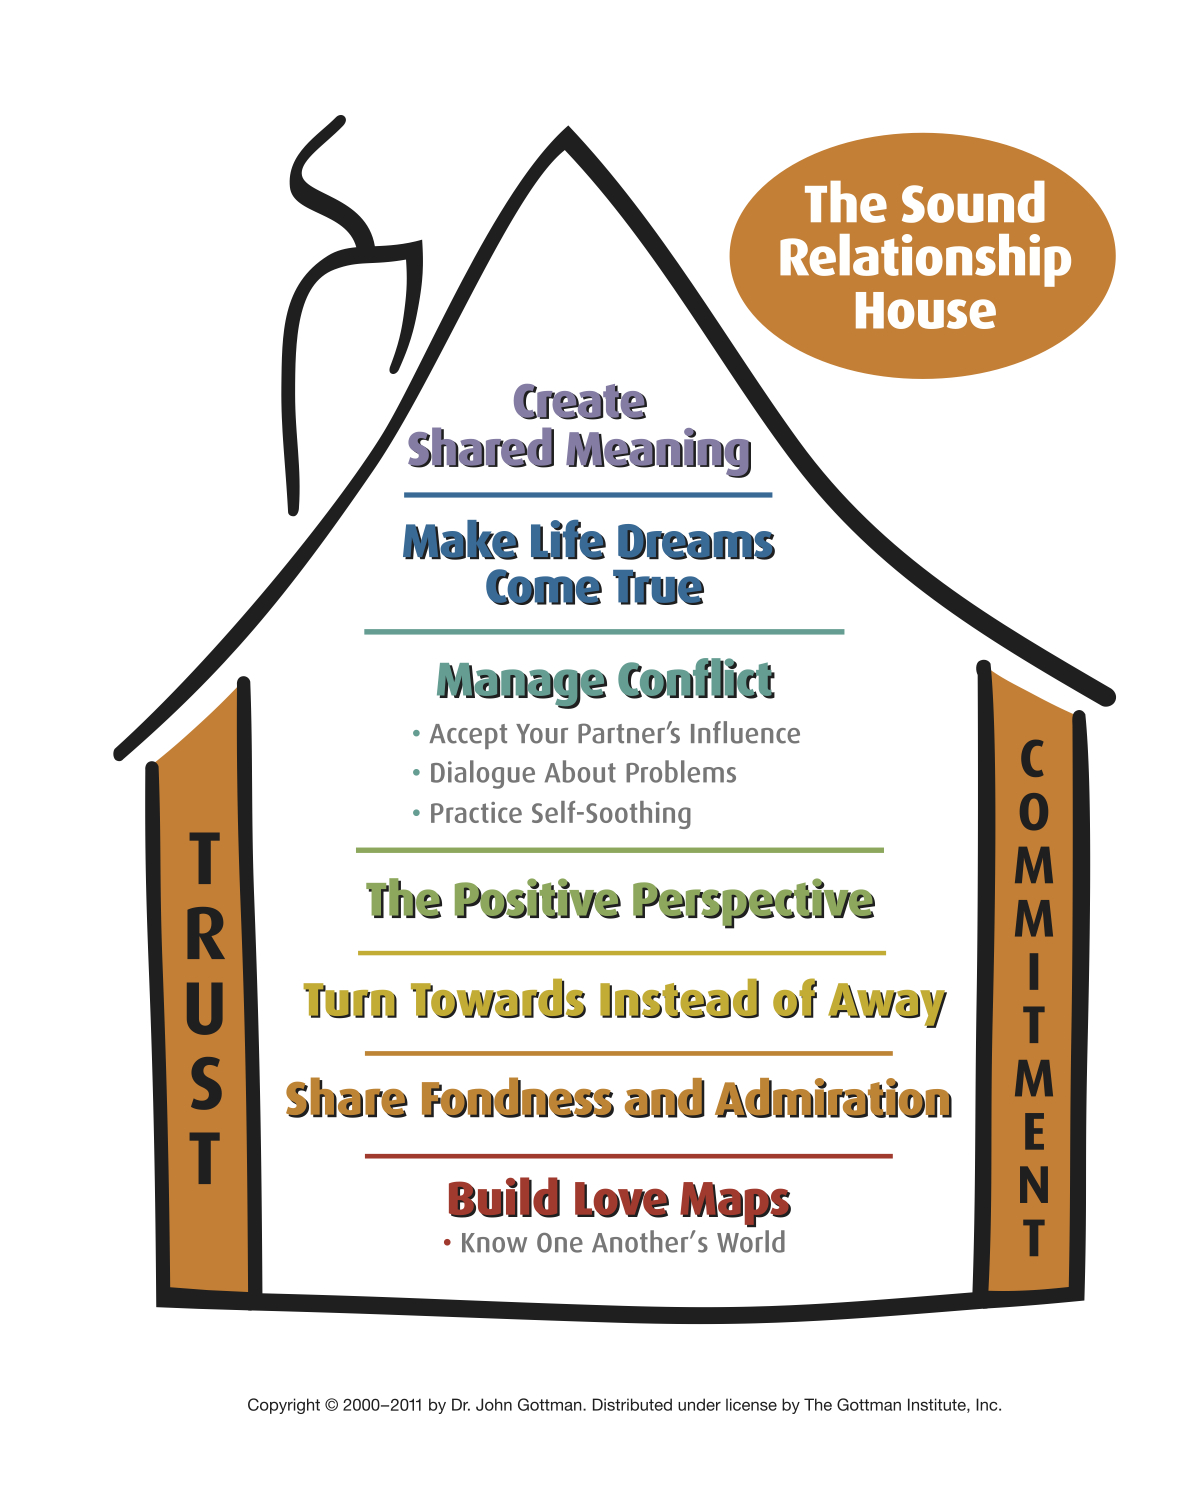 The Sound
Relationship
House
Create
Shared Meaning
Make Life Dreams
Come True
Manage Conflict
• Accept Your Partner’s Influence
• Dialogue About Problems
• Practice Self-Soothing
The Positive Perspective
Turn Towards Instead of Away
Share Fondness and Admiration
Build Love Maps
• Know One Another’s World
TRUST
COMMITMENT
Copyright © 2000–2011 by Dr. John Gottman. Distributed under license by The Gottman Institute, Inc.